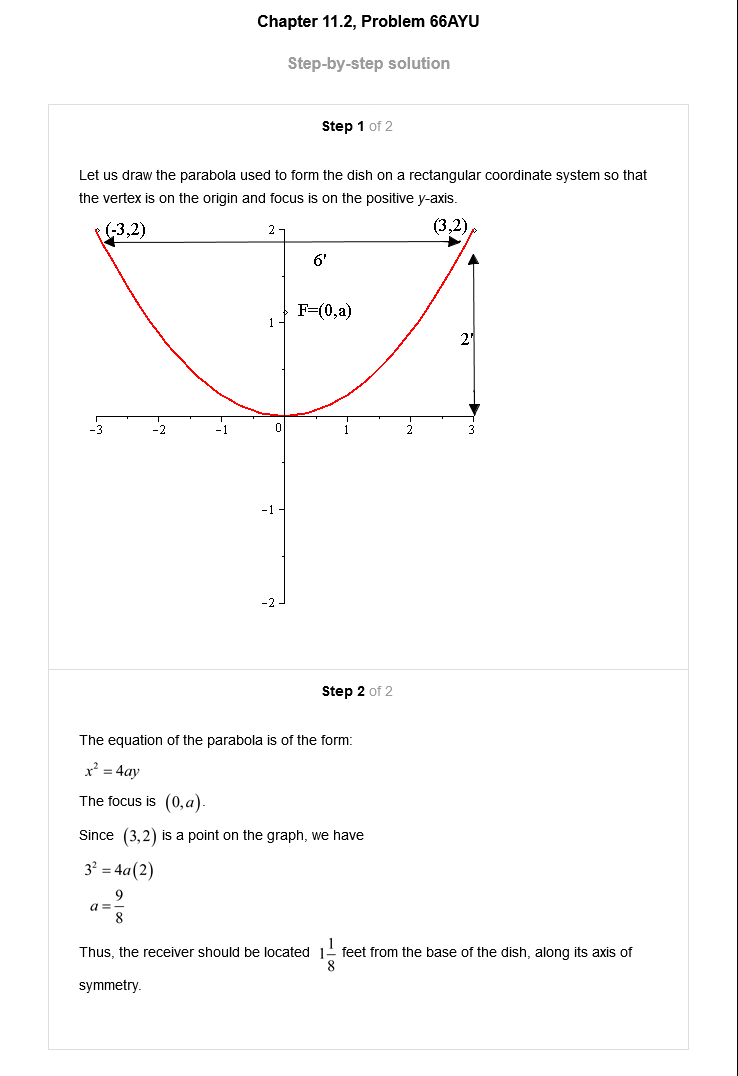 Chapter 11.2, Problem 66AYU
Step-by-step solution
Step 1 of 2
Let us draw the parabola used to form the dish on a rectangular coordinate system so that
the vertex is on the origin and focus is on the positive y-axis.
(-3,2) 2 (3,2)
6'
F=(0,a)
1
2'
-3 -2 -1 0 1 2 3
-1
-2
Step 2 of 2
The equation of the parabola is of the form:
x² = 4ay
The focus is (0,a).
Since (3,2) is a point on the graph, we have
3² = 4a(2)
a = 9/8
Thus, the receiver should be located 1 1/8 feet from the base of the dish, along its axis of
symmetry.